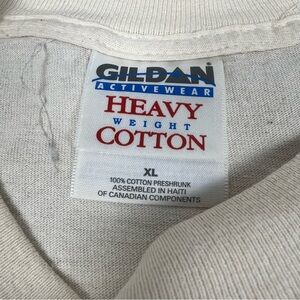 GILDAN
ACTIVEWEAR
HEAVY
WEIGHT
COTTON
XL
100% COTTON PRESHRUNK
ASSEMBLED IN HAITI
OF CANADIAN COMPONENTS